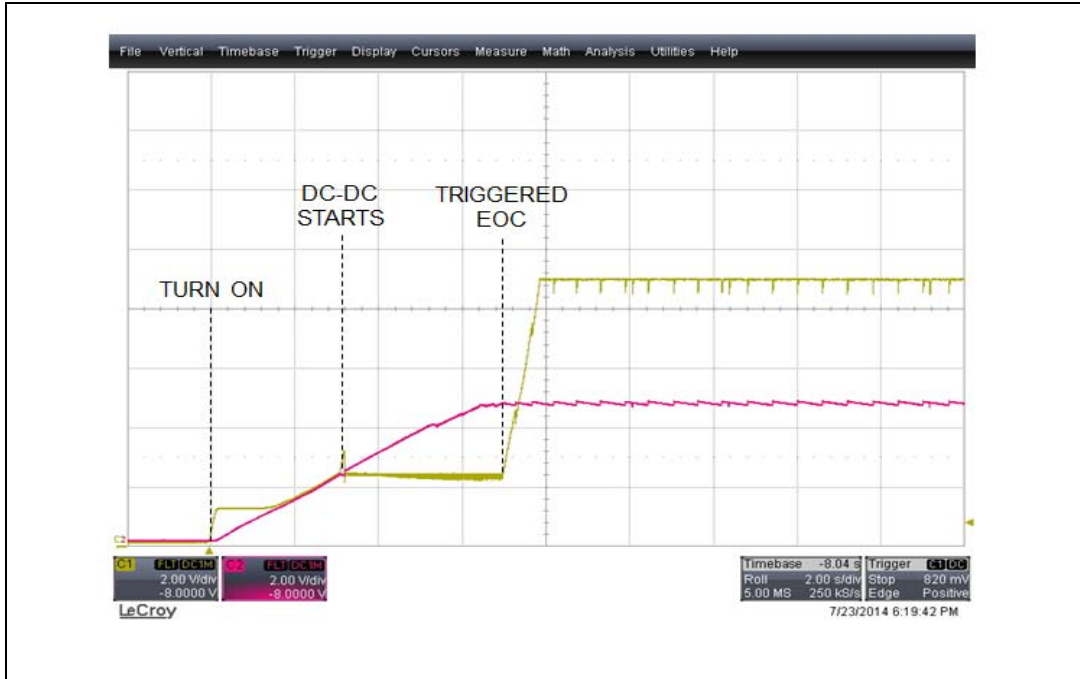 File Vertical Timebase Trigger Display Cursors Measure Math Analysis Utilities Help
DC-DC
STARTS
TRIGGERED
EOC
TURN ON
C2
C1 FLT DC1M
2.00 V/div
-8.0000 V
C2 FLT DC1M
2.00 V/div
-8.0000 V
Timebase -8.04 s
Roll 2.00 s/div
5.00 MS 250 kS/s
Trigger C1 DC
Stop 820 mV
Edge Positive
LeCroy
7/23/2014 6:19:42 PM